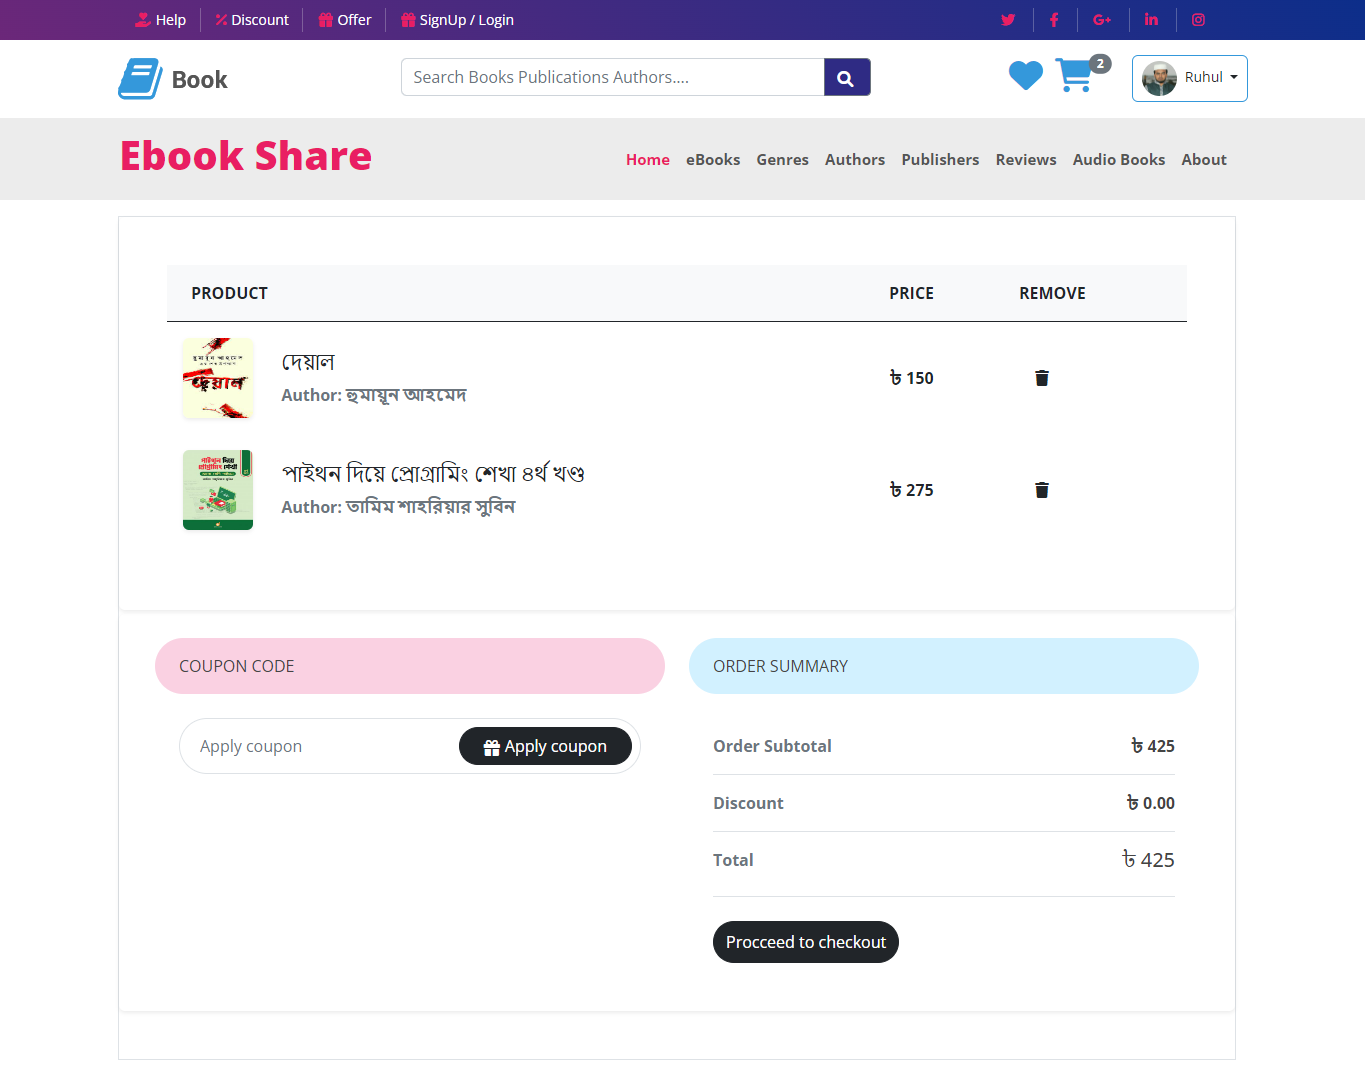 Help Discount Offer SignUp / Login
Book
Search Books Publications Authors....
2
Ruhul
Ebook Share
Home eBooks Genres Authors Publishers Reviews Audio Books About
PRODUCT PRICE REMOVE
হুমায়ূন আহমেদ
দেয়াল
দেয়াল
Author: হুমায়ূন আহমেদ
৳ 150
পাইথন দিয়ে
প্রোগ্রামিং শেখা
পাইথন দিয়ে প্রোগ্রামিং শেখা ৪র্থ খণ্ড
Author: তামিম শাহরিয়ার সুবিন
৳ 275
COUPON CODE
Apply coupon
Apply coupon
ORDER SUMMARY
Order Subtotal ৳ 425
Discount ৳ 0.00
Total ৳ 425
Procceed to checkout